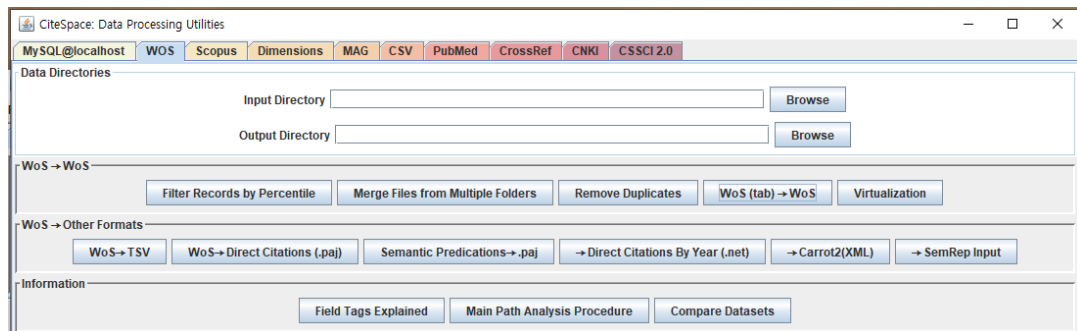 CiteSpace: Data Processing Utilities
MySQL@localhost WOS Scopus Dimensions MAG CSV PubMed CrossRef CNKI CSSCI 2.0
Data Directories
Input Directory Browse
Output Directory Browse
WoS→WoS
Filter Records by Percentile Merge Files from Multiple Folders Remove Duplicates WoS (tab)→WoS Virtualization
WoS→Other Formats
WoS→TSV WoS→Direct Citations (.paj) Semantic Predications→.paj →Direct Citations By Year (.net) →Carrot2(XML) →SemRep Input
Information
Field Tags Explained Main Path Analysis Procedure Compare Datasets